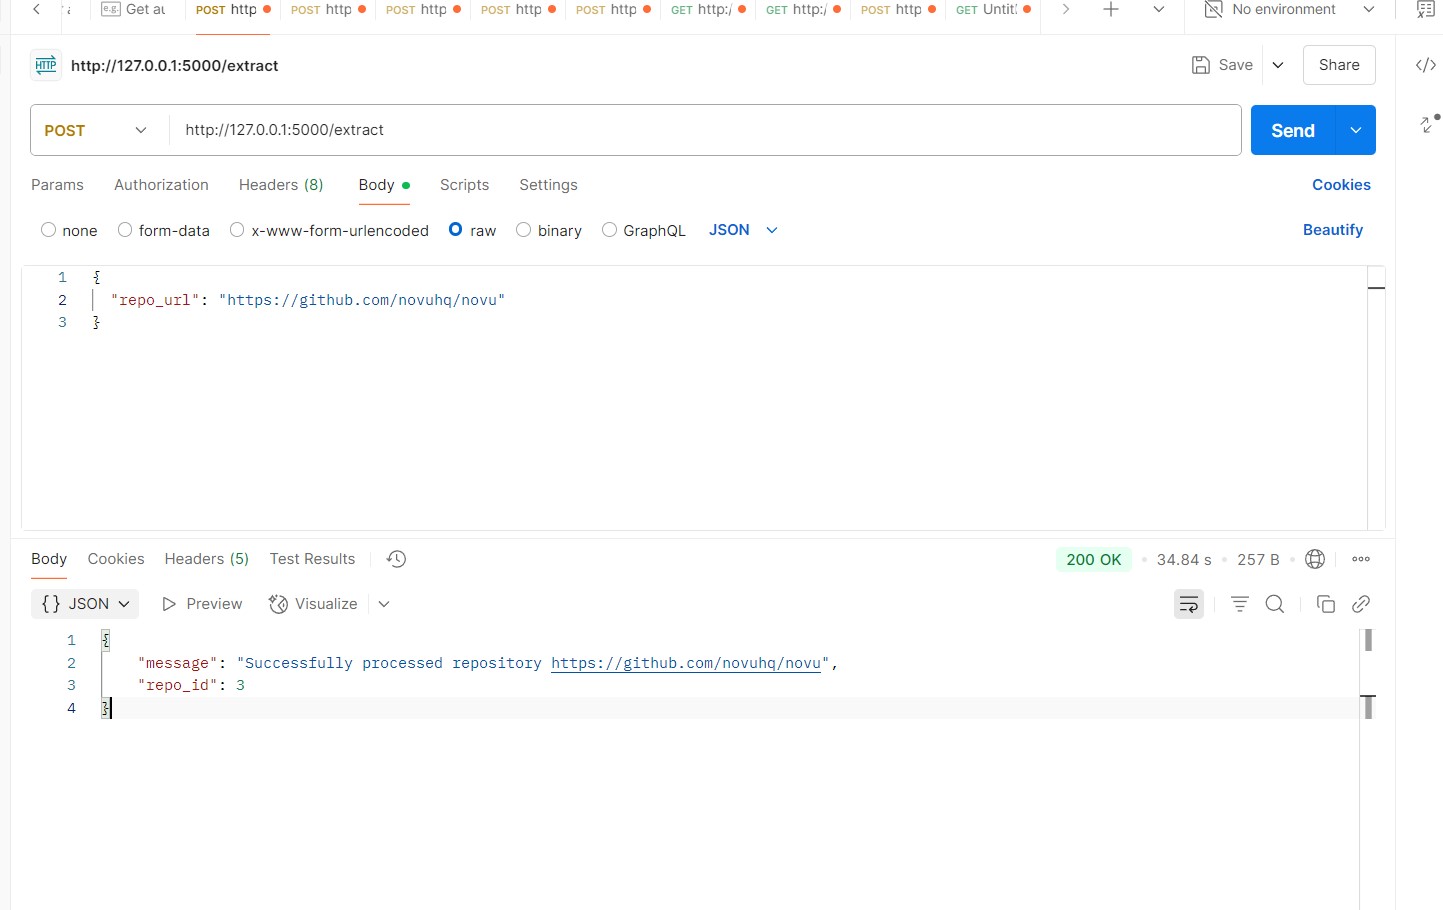 Get au
POST http
POST http
POST http
POST http
POST http
GET http:/
GET http:/
POST http
GET Untit
No environment
HTTP
http://127.0.0.1:5000/extract
Save
Share
POST
http://127.0.0.1:5000/extract
Send
Params
Authorization
Headers (8)
Body
Scripts
Settings
Cookies
none
form-data
x-www-form-urlencoded
raw
binary
GraphQL
JSON
Beautify
1 {
2 "repo_url": "https://github.com/novuhq/novu"
3 }
Body
Cookies
Headers (5)
Test Results
200 OK
34.84 s
257 B
{} JSON
Preview
Visualize
1 {
2 "message": "Successfully processed repository https://github.com/novuhq/novu",
3 "repo_id": 3
4 }